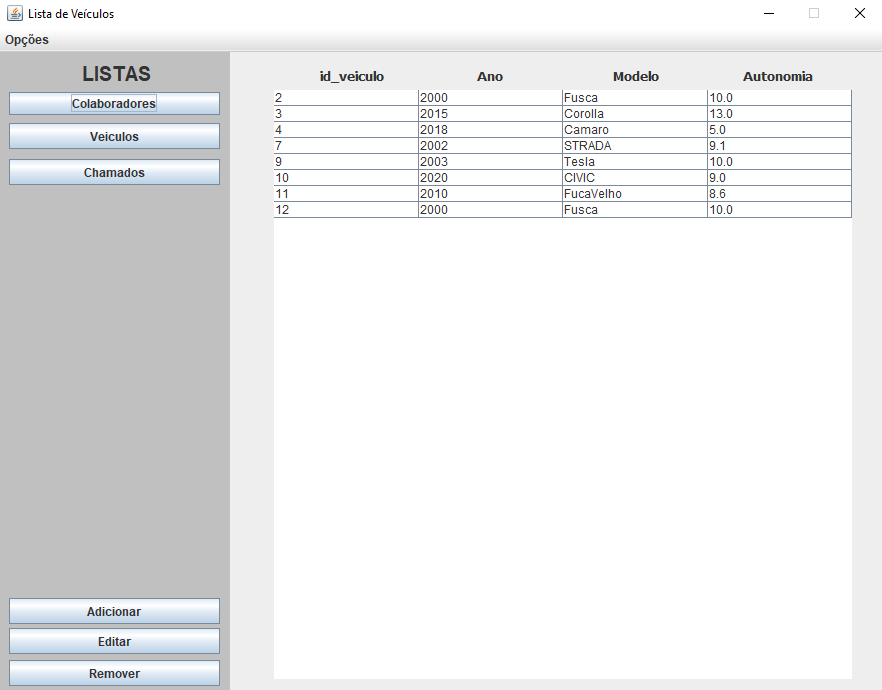 Lista de Veículos
Opções
LISTAS
Colaboradores
Veiculos
Chamados
Adicionar
Editar
Remover
id_veiculo Ano Modelo Autonomia
2 2000 Fusca 10.0
3 2015 Corolla 13.0
4 2018 Camaro 5.0
7 2002 STRADA 9.1
9 2003 Tesla 10.0
10 2020 CIVIC 9.0
11 2010 FucaVelho 8.6
12 2000 Fusca 10.0